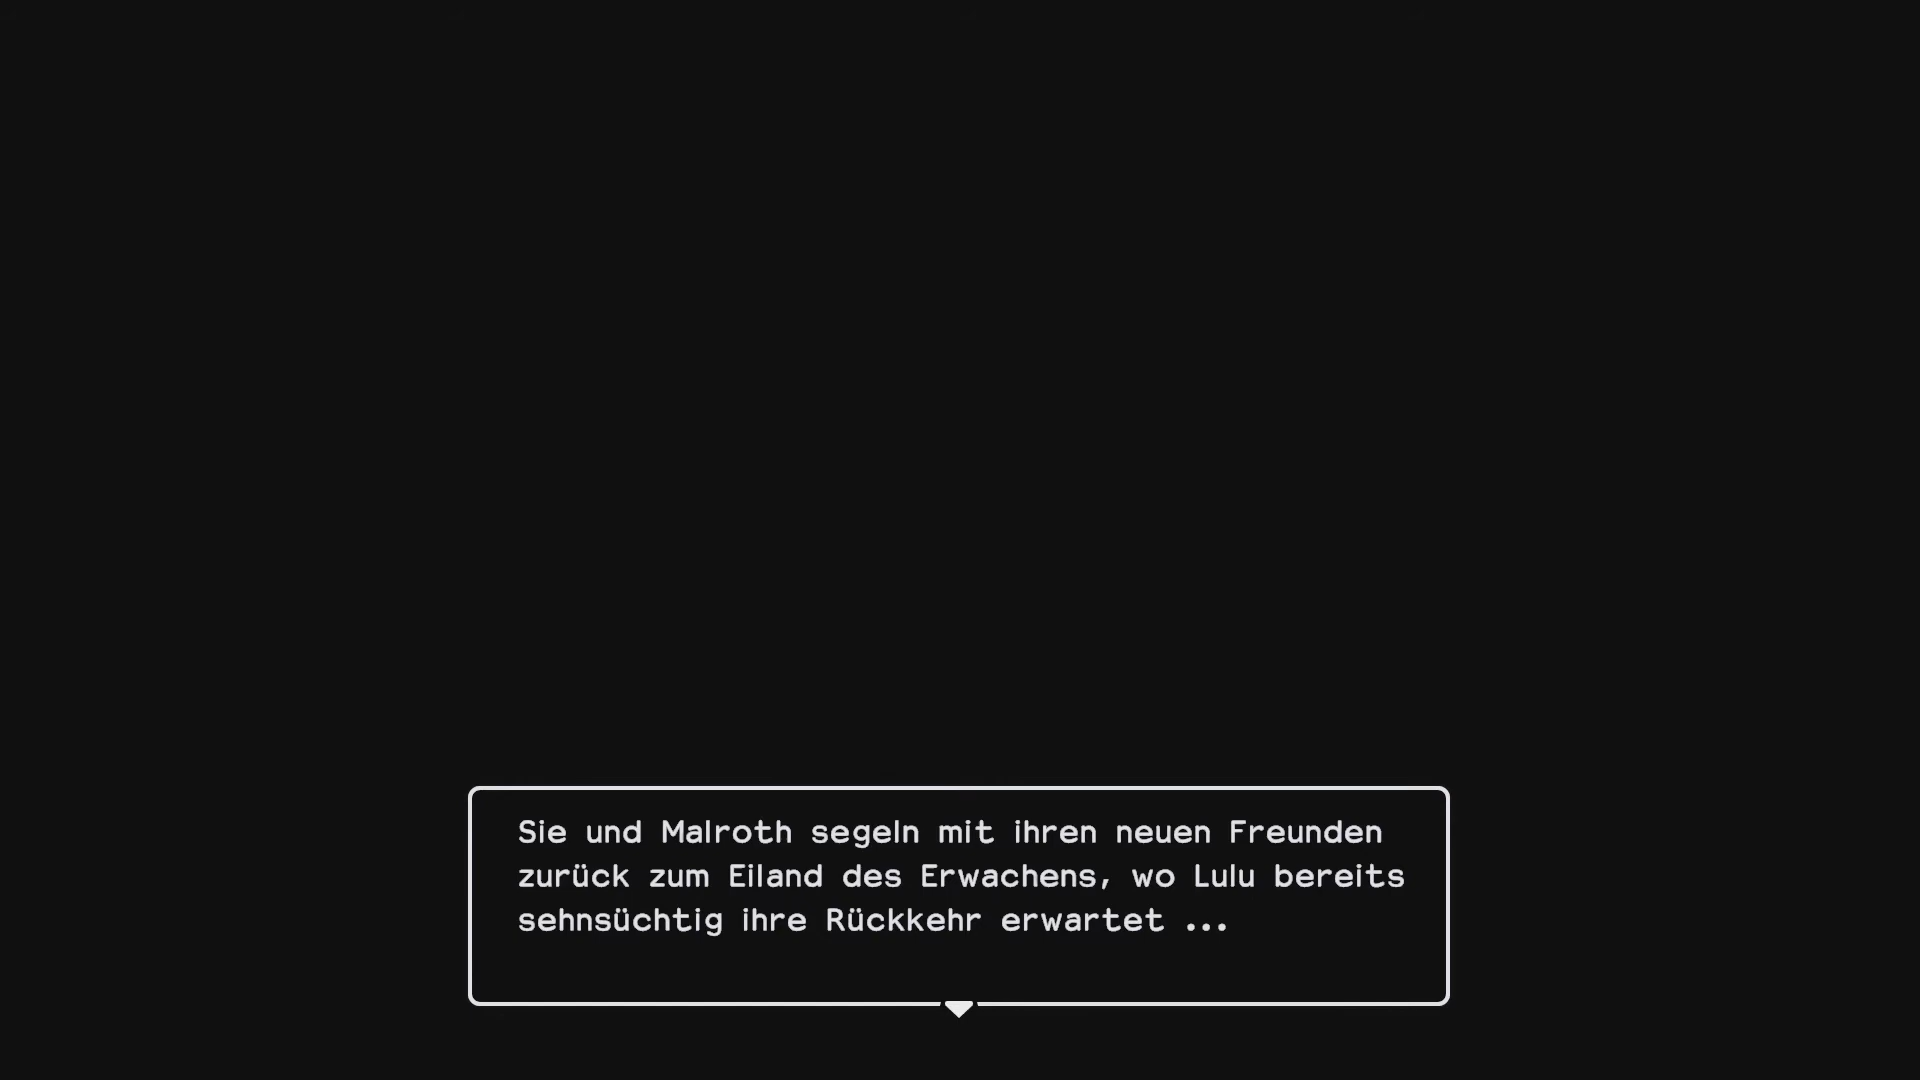 Sie und Malroth segeln mit ihren neuen Freunden
zurück zum Eiland des Erwachens, wo Lulu bereits
sehnsüchtig ihre Rückkehr erwartet ...